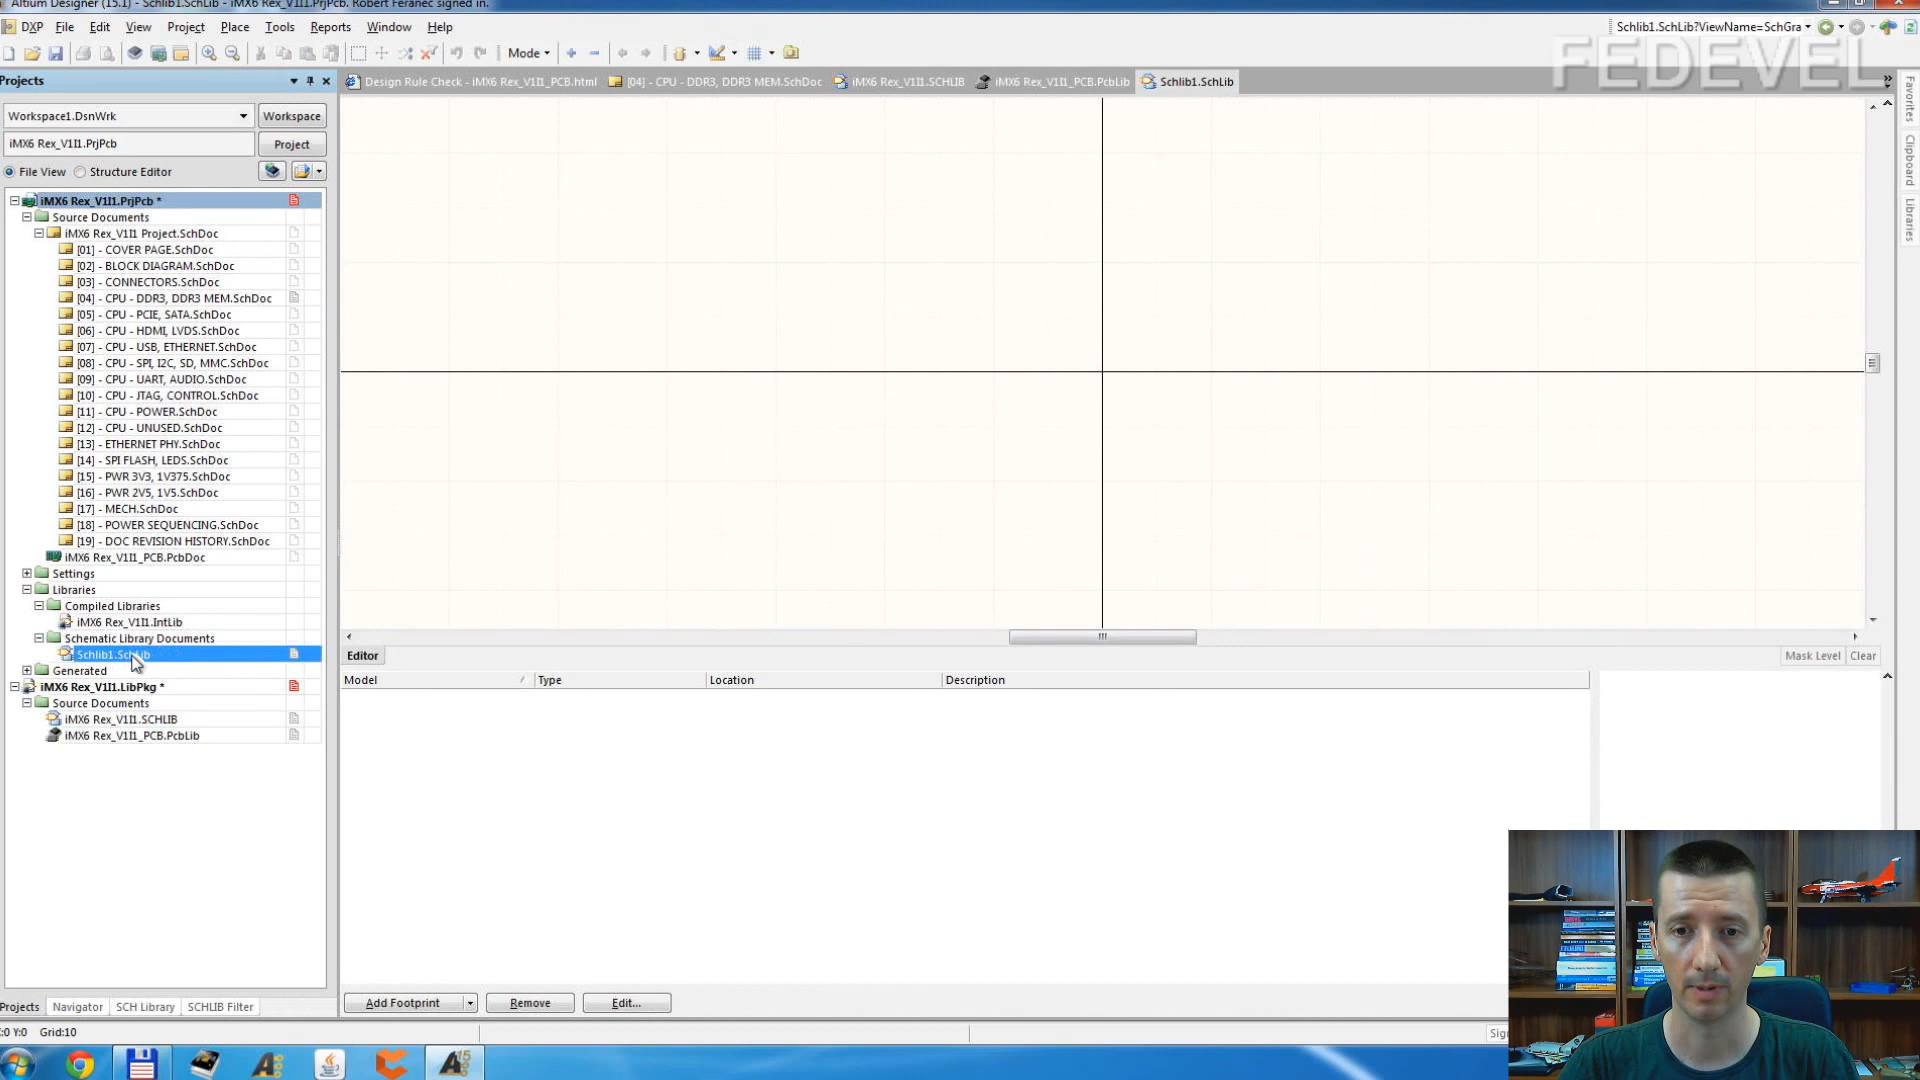 Altium Designer (15.1) - Schlib1.SchLib - iMX6 Rex_V1I1.PrjPcb. Robert Feranec signed in.
DXP File Edit View Project Place Tools Reports Window Help
Schlib1.SchLib?ViewName=SchGra
Mode
FEDEVEL
Projects
Design Rule Check - iMX6 Rex_V1I1_PCB.html
[04] - CPU - DDR3, DDR3 MEM.SchDoc
iMX6 Rex_V1I1.SCHLIB
iMX6 Rex_V1I1_PCB.PcbLib
Schlib1.SchLib
Favorites
Clipboard
Libraries
Workspace1.DsnWrk
Workspace
iMX6 Rex_V1I1.PrjPcb
Project
File View
Structure Editor
iMX6 Rex_V1I1.PrjPcb *
Source Documents
iMX6 Rex_V1I1 Project.SchDoc
[01] - COVER PAGE.SchDoc
[02] - BLOCK DIAGRAM.SchDoc
[03] - CONNECTORS.SchDoc
[04] - CPU - DDR3, DDR3 MEM.SchDoc
[05] - CPU - PCIE, SATA.SchDoc
[06] - CPU - HDMI, LVDS.SchDoc
[07] - CPU - USB, ETHERNET.SchDoc
[08] - CPU - SPI, I2C, SD, MMC.SchDoc
[09] - CPU - UART, AUDIO.SchDoc
[10] - CPU - JTAG, CONTROL.SchDoc
[11] - CPU - POWER.SchDoc
[12] - CPU - UNUSED.SchDoc
[13] - ETHERNET PHY.SchDoc
[14] - SPI FLASH, LEDS.SchDoc
[15] - PWR 3V3, 1V375.SchDoc
[16] - PWR 2V5, 1V5.SchDoc
[17] - MECH.SchDoc
[18] - POWER SEQUENCING.SchDoc
[19] - DOC REVISION HISTORY.SchDoc
iMX6 Rex_V1I1_PCB.PcbDoc
Settings
Libraries
Compiled Libraries
iMX6 Rex_V1I1.IntLib
Schematic Library Documents
Schlib1.SchLib
Generated
iMX6 Rex_V1I1.LibPkg *
Source Documents
iMX6 Rex_V1I1.SCHLIB
iMX6 Rex_V1I1_PCB.PcbLib
Editor
Mask Level
Clear
Model
Type
Location
Description
Add Footprint
Remove
Edit...
Projects
Navigator
SCH Library
SCHLIB Filter
:0 Y:0 Grid:10